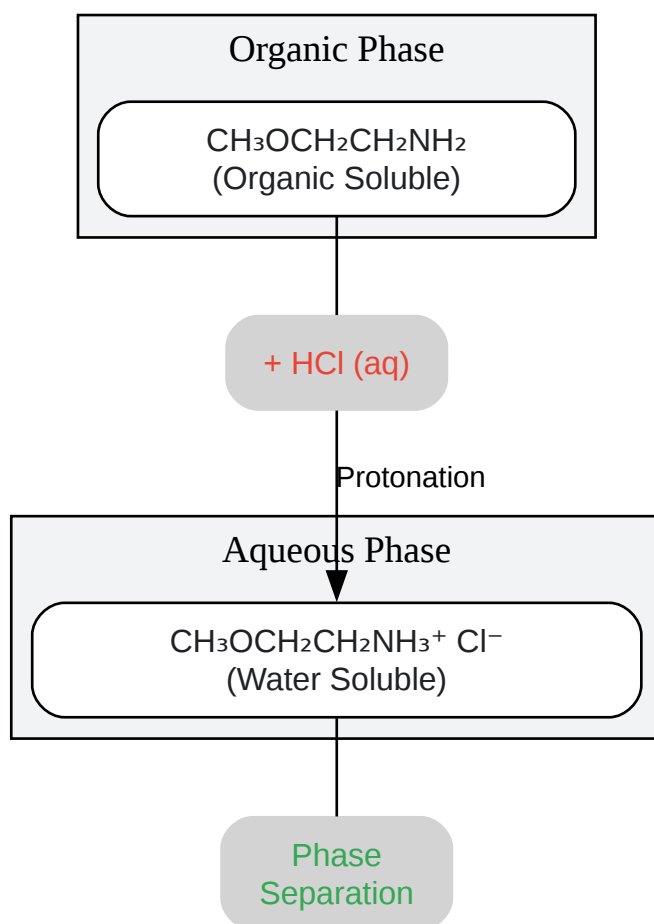 Organic Phase
CH₃OCH₂CH₂NH₂
(Organic Soluble)
+ HCl (aq)
Protonation
Aqueous Phase
CH₃OCH₂CH₂NH₃⁺ Cl⁻
(Water Soluble)
Phase
Separation